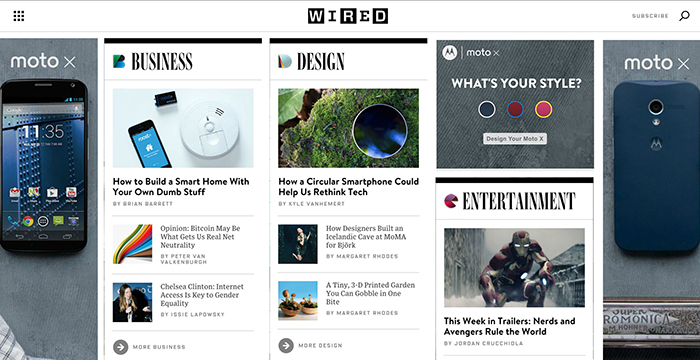 WIRED
SUBSCRIBE
moto x
11:35
Google
BUSINESS
How to Build a Smart Home With
Your Own Dumb Stuff
BY BRIAN BARRETT
Opinion: Bitcoin May Be
What Gets Us Real Net
Neutrality
BY PETER VAN
VALKENBURGH
Chelsea Clinton: Internet
Access Is Key to Gender
Equality
BY ISSIE LAPOWSKY
MORE BUSINESS
DESIGN
How a Circular Smartphone Could
Help Us Rethink Tech
BY KYLE VANHEMERT
How Designers Built an
Icelandic Cave at MoMA
for Björk
BY MARGARET RHODES
A Tiny, 3-D Printed Garden
You Can Gobble in One
Bite
BY MARGARET RHODES
MORE DESIGN
moto x
WHAT'S YOUR STYLE?
Design Your Moto X
ENTERTAINMENT
This Week in Trailers: Nerds and
Avengers Rule the World
BY JORDAN CRUCCHIOLA
MOTOROLA
SUPER
CROMONICA
M. HOHNER